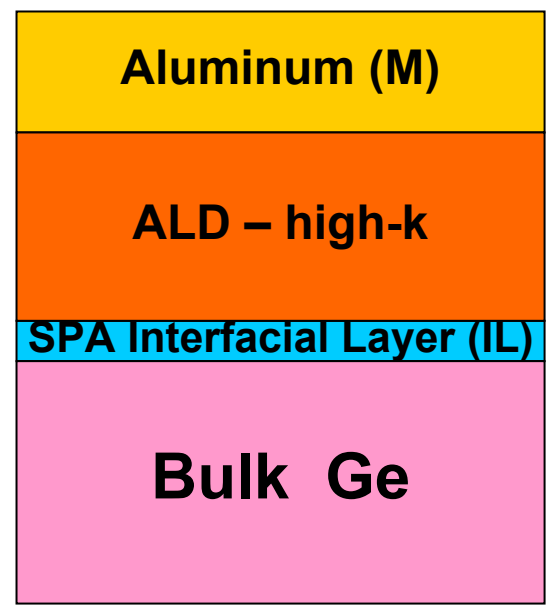 Aluminum (M)
ALD – high-k
SPA Interfacial Layer (IL)
Bulk Ge